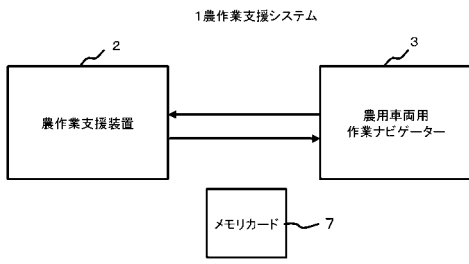 1農作業支援システム
2
3
農作業支援装置
農用車両用
作業ナビゲーター
メモリカード
7